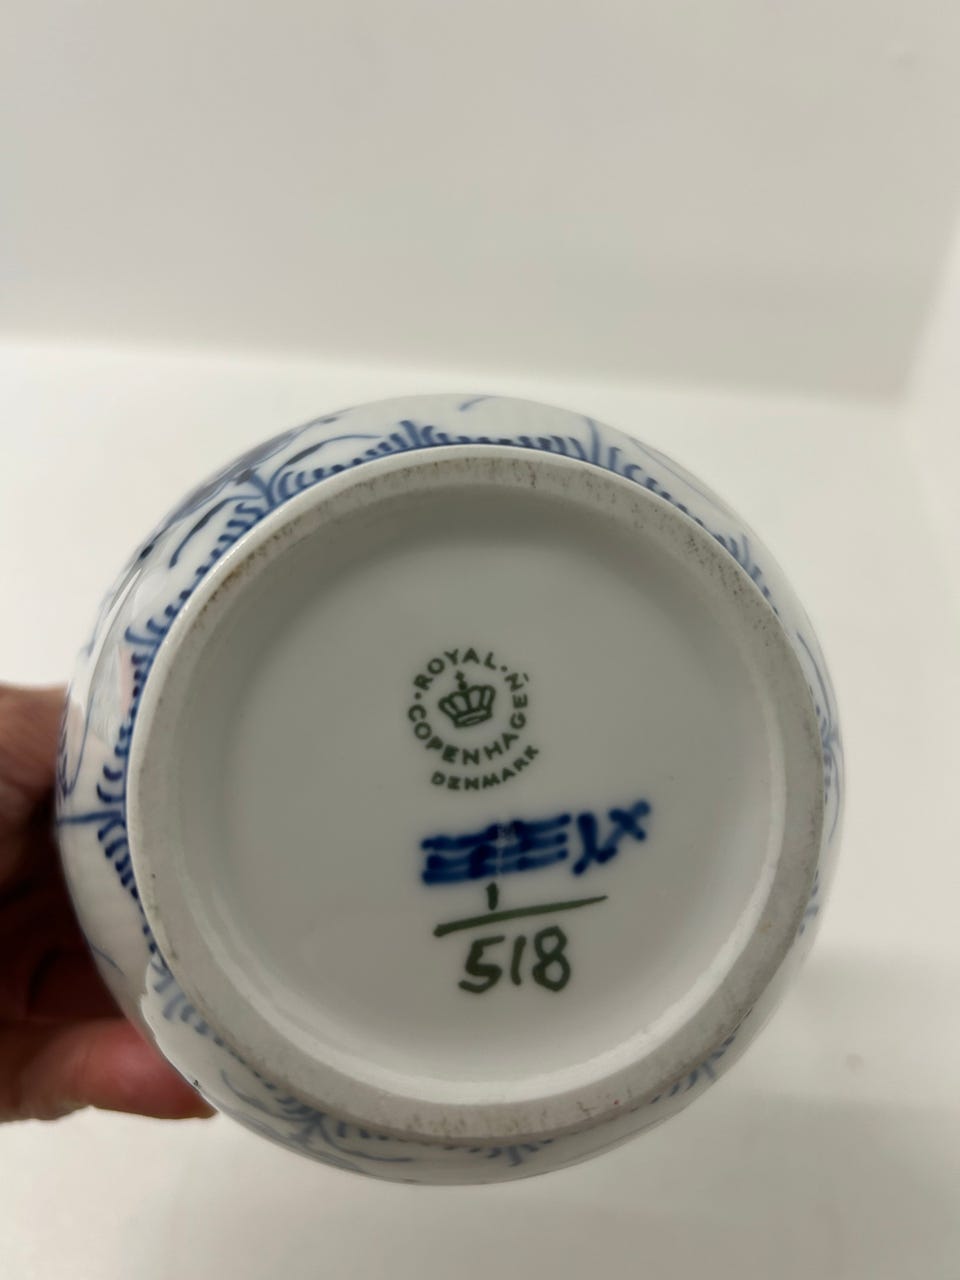 ROYAL·
COPENHAGEN·
DENMARK
1
518